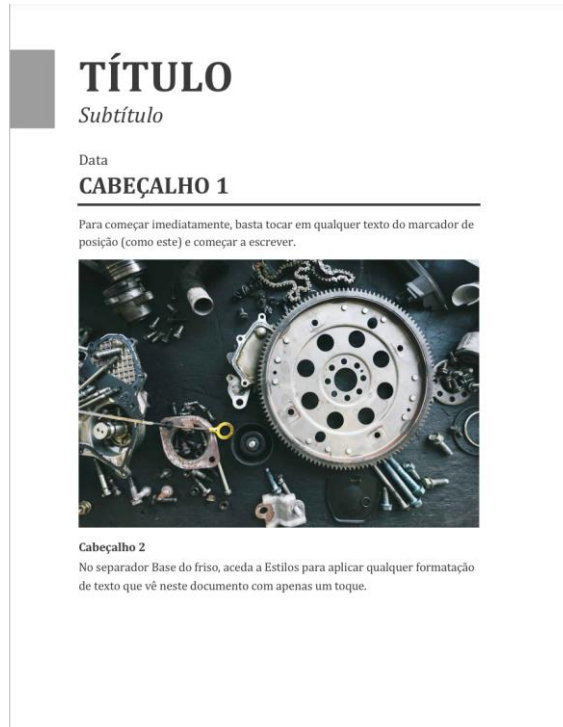 TÍTULO
Subtítulo
Data
CABEÇALHO 1
Para começar imediatamente, basta tocar em qualquer texto do marcador de
posição (como este) e começar a escrever.
Cabeçalho 2
No separador Base do friso, aceda a Estilos para aplicar qualquer formatação
de texto que vê neste documento com apenas um toque.